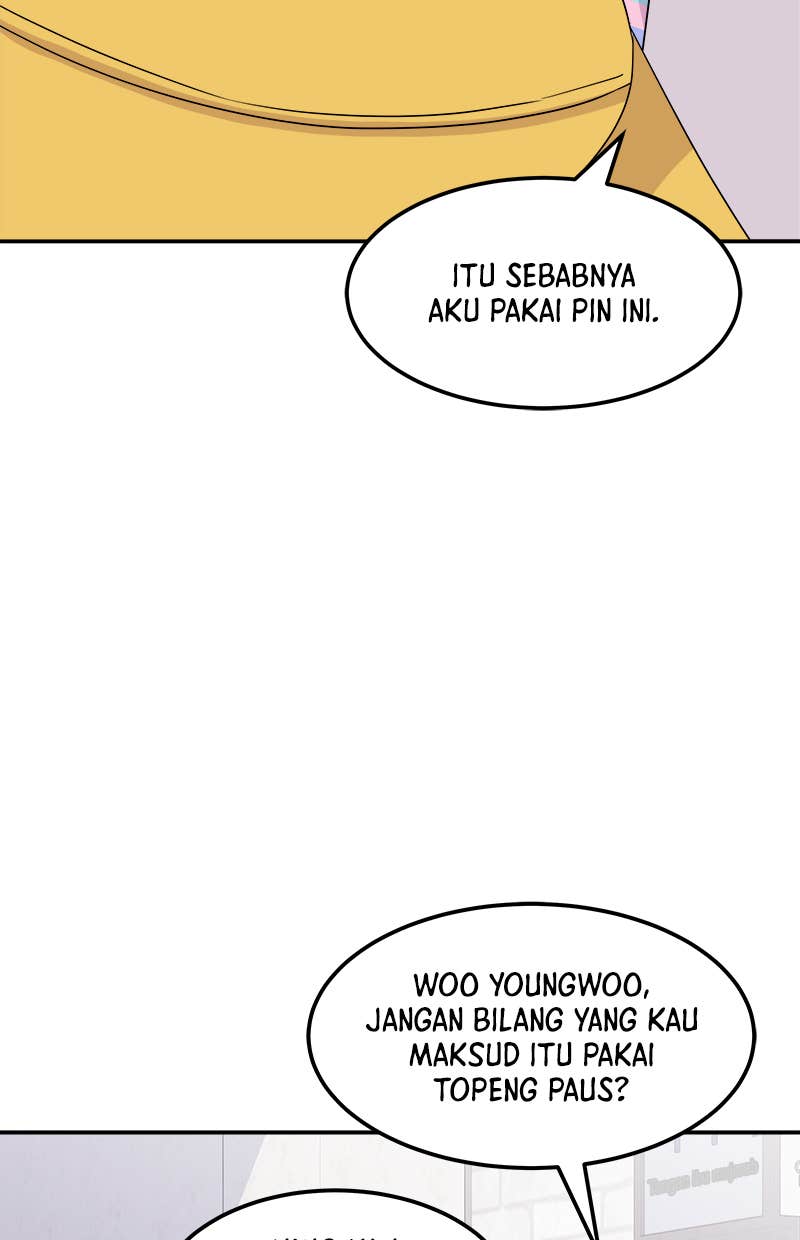 ITU SEBABNYA
AKU PAKAI PIN INI.
WOO YOUNGWOO,
JANGAN BILANG YANG KAU
MAKSUD ITU PAKAI
TOPENG PAUS?